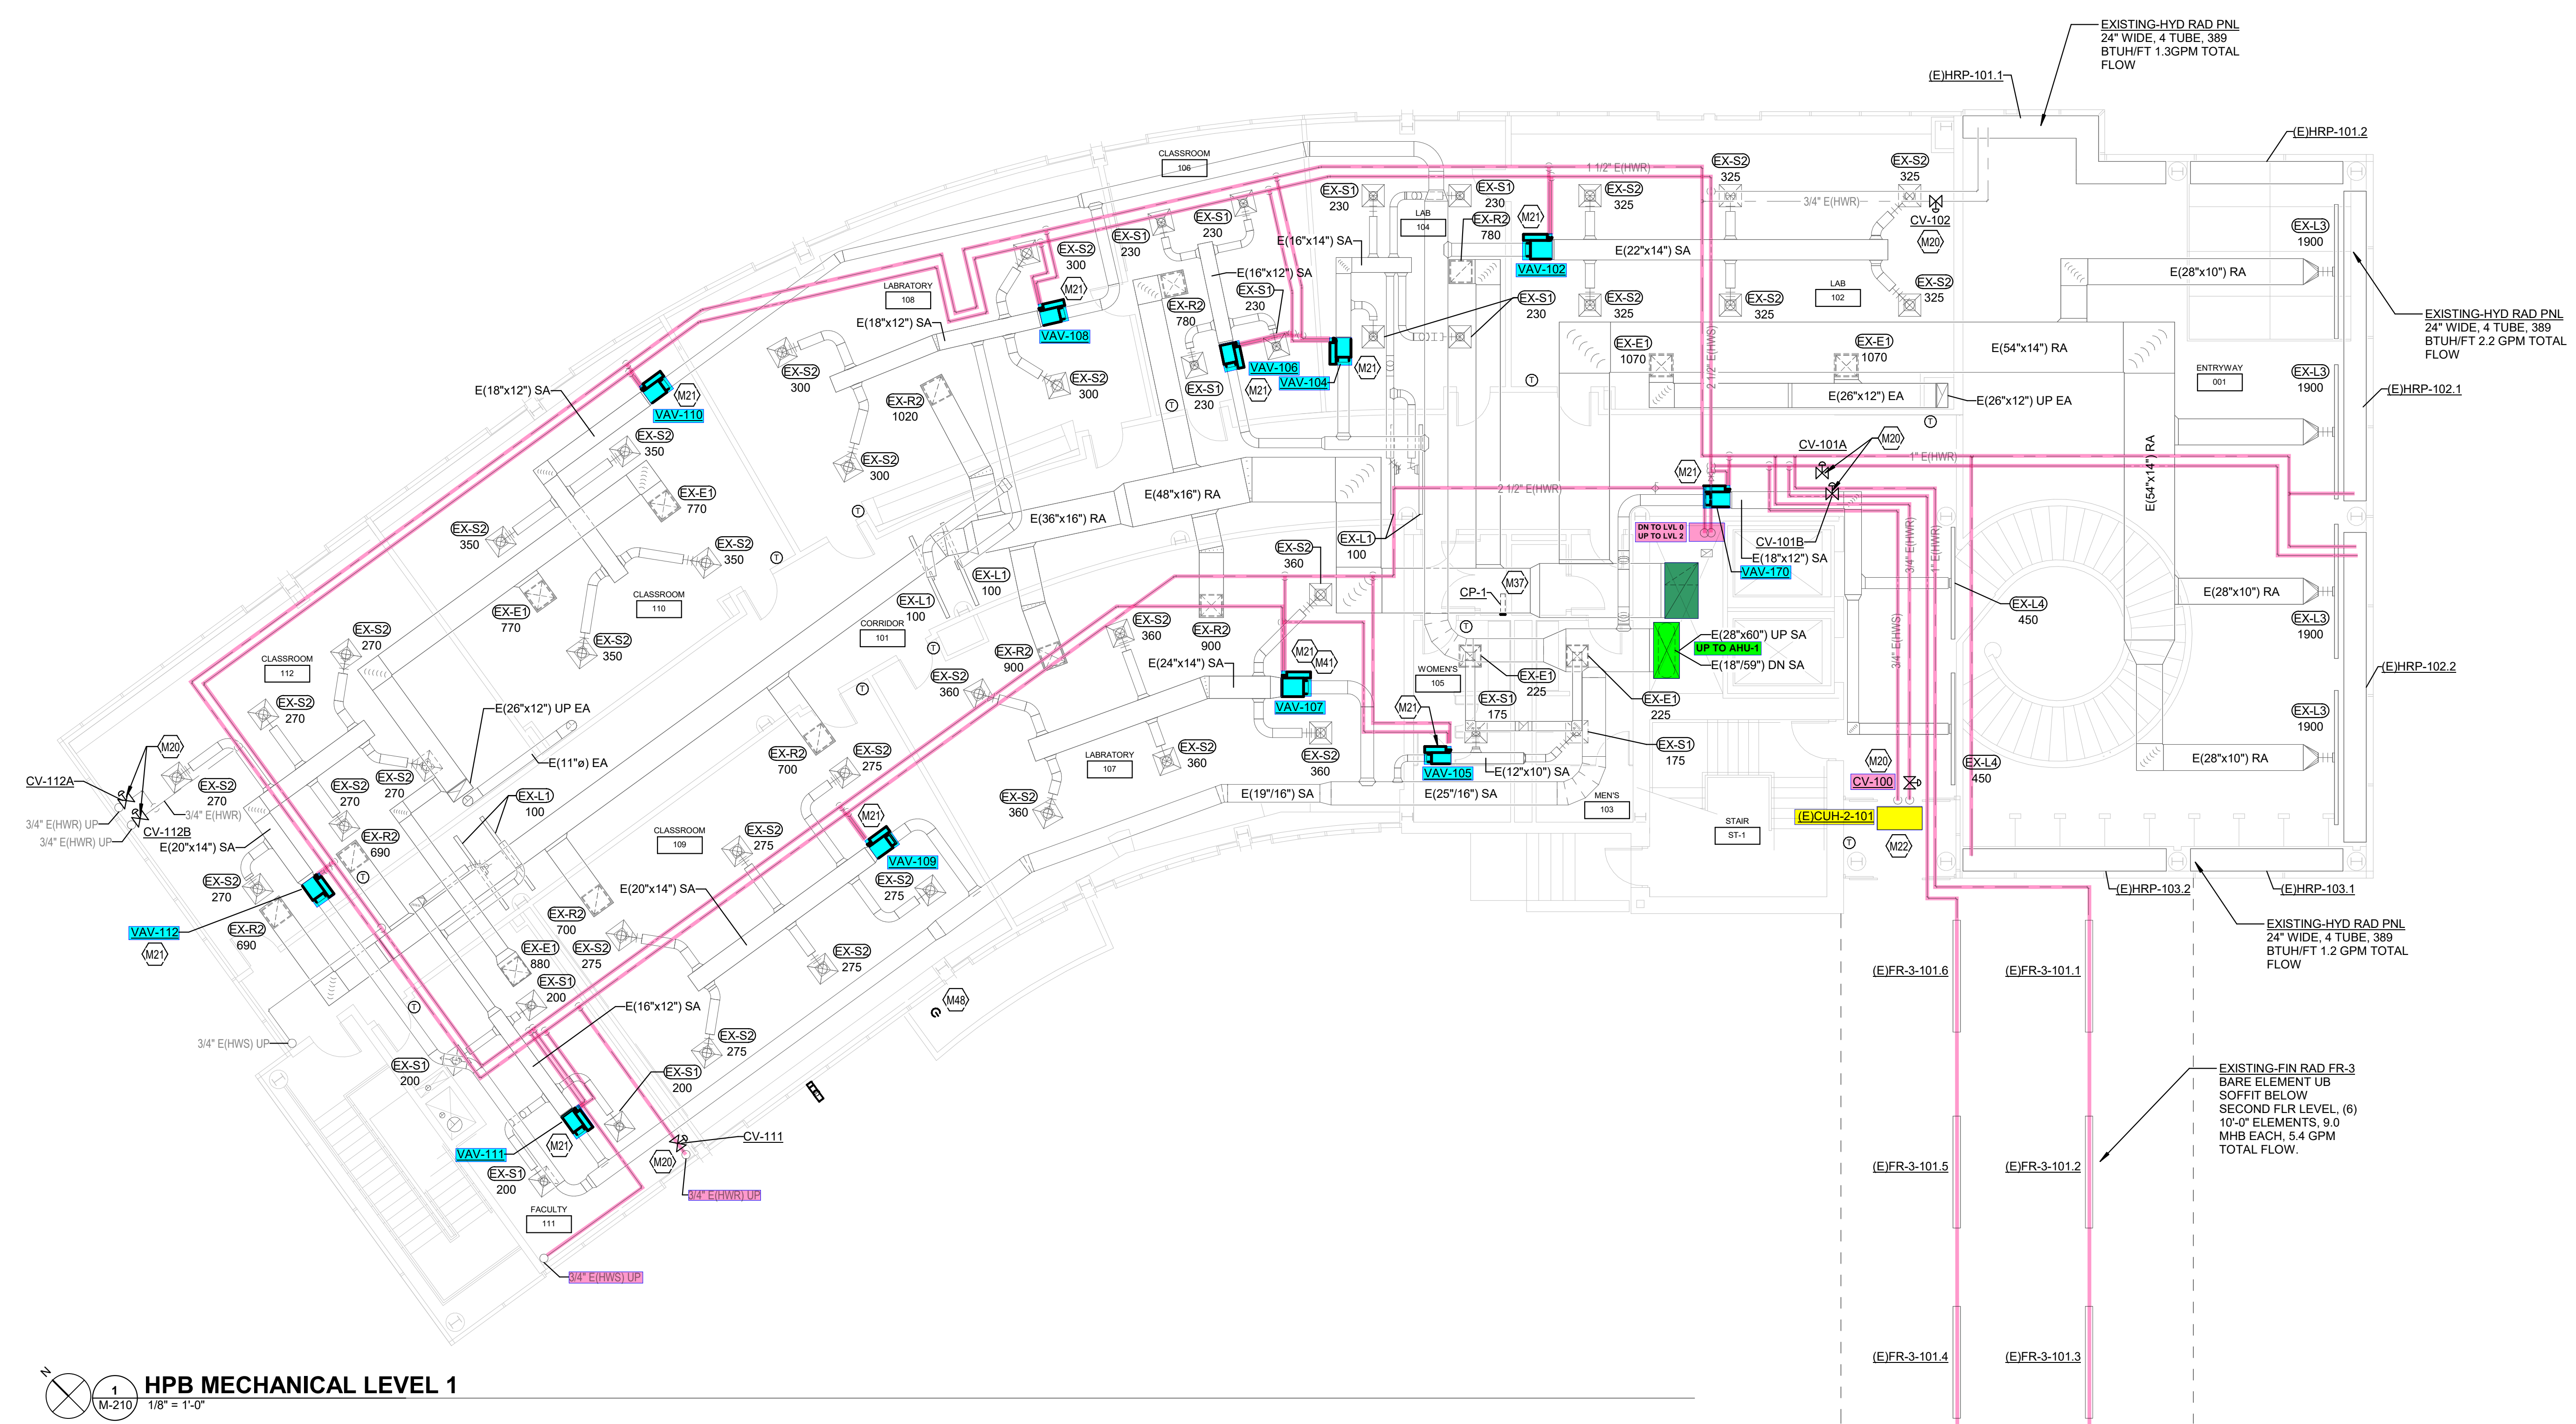 EXISTING-HYD RAD PNL
24" WIDE, 4 TUBE, 389
BTUH/FT 1.3GPM TOTAL
FLOW
(E)HRP-101.1
(E)HRP-101.2
CLASSROOM
106
1 1/2" E(HWR)
EX-S2
325
EX-S2
325
EX-S1
230
EX-S1
230
EX-S2
325
3/4" E(HWR)
CV-102
M20
EX-S1
230
EX-S1
230
LAB
104
EX-R2
780
M21
EX-L3
1900
E(16"x14") SA
E(22"x14") SA
EX-S2
300
VAV-102
E(16"x12") SA
E(28"x10") RA
LABRATORY
108
M21
EX-S1
230
EX-R2
780
EX-S1
230
EX-S2
325
EX-S2
325
LAB
102
EX-S2
325
E(18"x12") SA
VAV-108
EXISTING-HYD RAD PNL
24" WIDE, 4 TUBE, 389
BTUH/FT 2.2 GPM TOTAL
FLOW
EX-E1
1070
EX-E1
1070
E(54"x14") RA
2 1/2" E(HWS)
EX-S2
300
EX-S2
300
VAV-106
VAV-104
M21
M21
EX-S1
230
ENTRYWAY
001
EX-L3
1900
(E)HRP-102.1
E(18"x12") SA
M21
VAV-110
EX-R2
1020
E(26"x12") EA
E(26"x12") UP EA
EX-S2
350
EX-S2
300
CV-101A
M20
1" E(HWR)
E(54"x14") RA
M21
EX-E1
770
E(48"x16") RA
2 1/2" E(HWR)
E(36"x16") RA
EX-S2
350
DN TO LVL 0
UP TO LVL 2
EX-L1
100
CV-101B
E(18"x12") SA
VAV-170
EX-S2
350
EX-S2
360
3/4" E(HWR)
1" E(HWR)
EX-L1
100
EX-L1
100
CP-1
M37
EX-L4
450
E(28"x10") RA
CLASSROOM
110
EX-E1
770
CORRIDOR
101
EX-S2
360
EX-R2
900
EX-L3
1900
EX-S2
270
EX-S2
350
EX-R2
900
E(24"x14") SA
M21
M41
E(28"x60") UP SA
UP TO AHU-1
E(18"/59") DN SA
3/4" E(HWS)
CLASSROOM
112
WOMEN'S
105
EX-E1
225
(E)HRP-102.2
EX-S2
360
EX-S2
270
E(26"x12") UP EA
VAV-107
M21
EX-S1
175
EX-E1
225
EX-L3
1900
EX-R2
700
EX-S2
275
LABRATORY
107
EX-S2
360
EX-S2
360
EX-S1
175
M20
E(11"ø) EA
VAV-105
E(12"x10") SA
EX-L4
450
E(28"x10") RA
CV-112A
EX-S2
270
EX-S2
270
EX-S2
270
CV-100
EX-L1
100
EX-S2
360
E(19"/16") SA
E(25"/16") SA
MEN'S
103
(E)CUH-2-101
3/4" E(HWR)
3/4" E(HWR) UP
3/4" E(HWR) UP
CV-112B
E(20"x14") SA
EX-R2
690
CLASSROOM
109
EX-S2
275
M21
STAIR
ST-1
M22
VAV-109
EX-S2
270
E(20"x14") SA
EX-S2
275
(E)HRP-103.2
(E)HRP-103.1
VAV-112
M21
EX-R2
690
EX-R2
700
EX-E1
880
EX-S2
275
EX-S2
275
EXISTING-HYD RAD PNL
24" WIDE, 4 TUBE, 389
BTUH/FT 1.2 GPM TOTAL
FLOW
(E)FR-3-101.6
(E)FR-3-101.1
EX-S1
200
E(16"x12") SA
M48
3/4" E(HWS) UP
EX-S2
275
EX-S1
200
EX-S1
200
EXISTING-FIN RAD FR-3
BARE ELEMENT UB
SOFFIT BELOW
SECOND FLR LEVEL, (6)
10'-0" ELEMENTS, 9.0
MHB EACH, 5.4 GPM
TOTAL FLOW.
CV-111
M21
VAV-111
M20
EX-S1
200
3/4" E(HWR) UP
(E)FR-3-101.5
(E)FR-3-101.2
FACULTY
111
3/4" E(HWS) UP
(E)FR-3-101.4
(E)FR-3-101.3
N
1
M-210
HPB MECHANICAL LEVEL 1
1/8" = 1'-0"